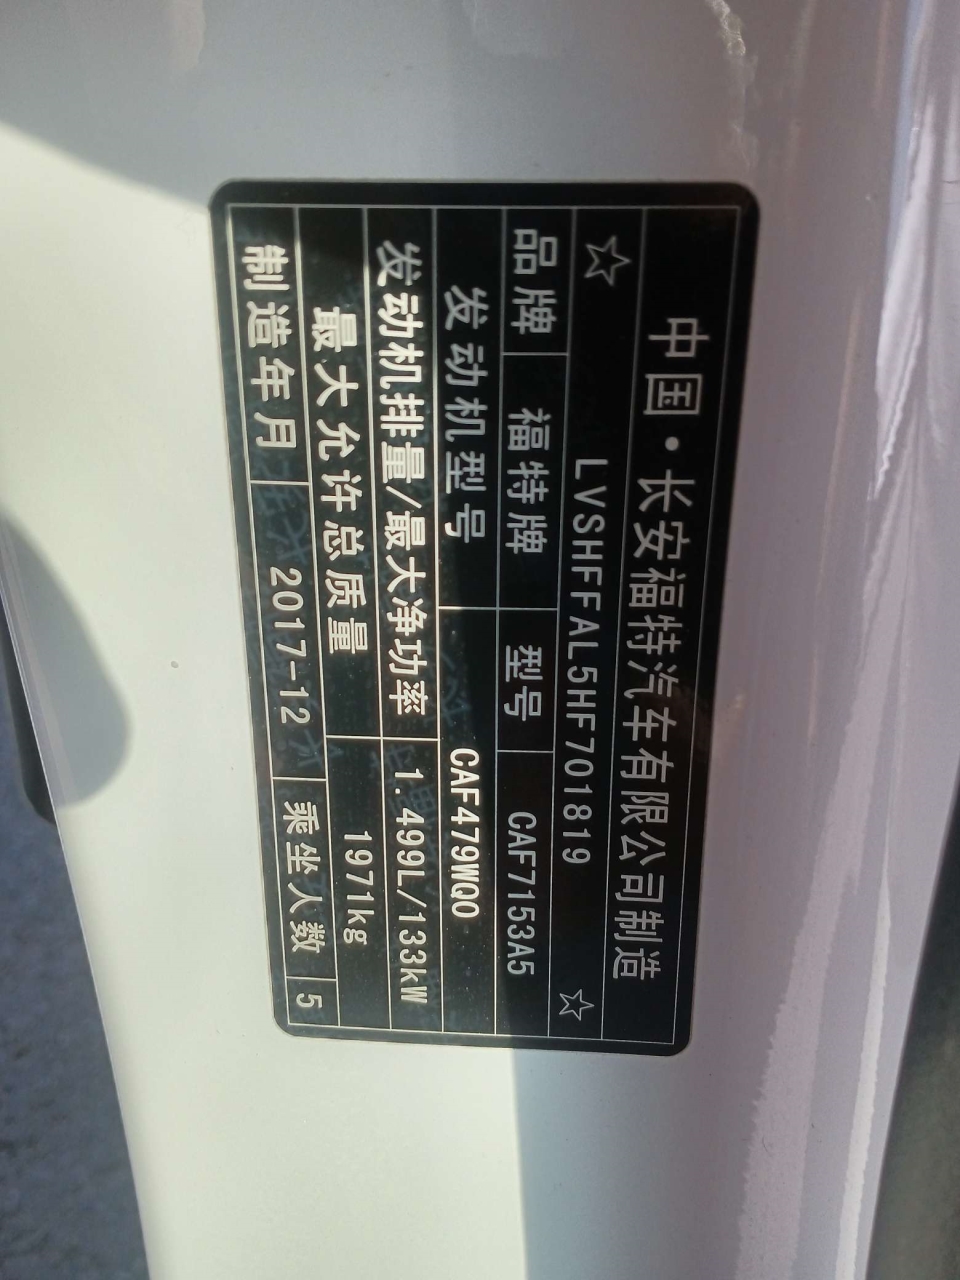 中国·长安福特汽车有限公司制造
☆ LVSHFFAL5HF701819 ☆
品牌 福特牌 型号 CAF7153A5
发动机型号 CAF479WQ0
发动机排量/最大净功率 1.499L/133kW
最大允许总质量 1971kg
制造年月 2017-12 乘坐人数 5